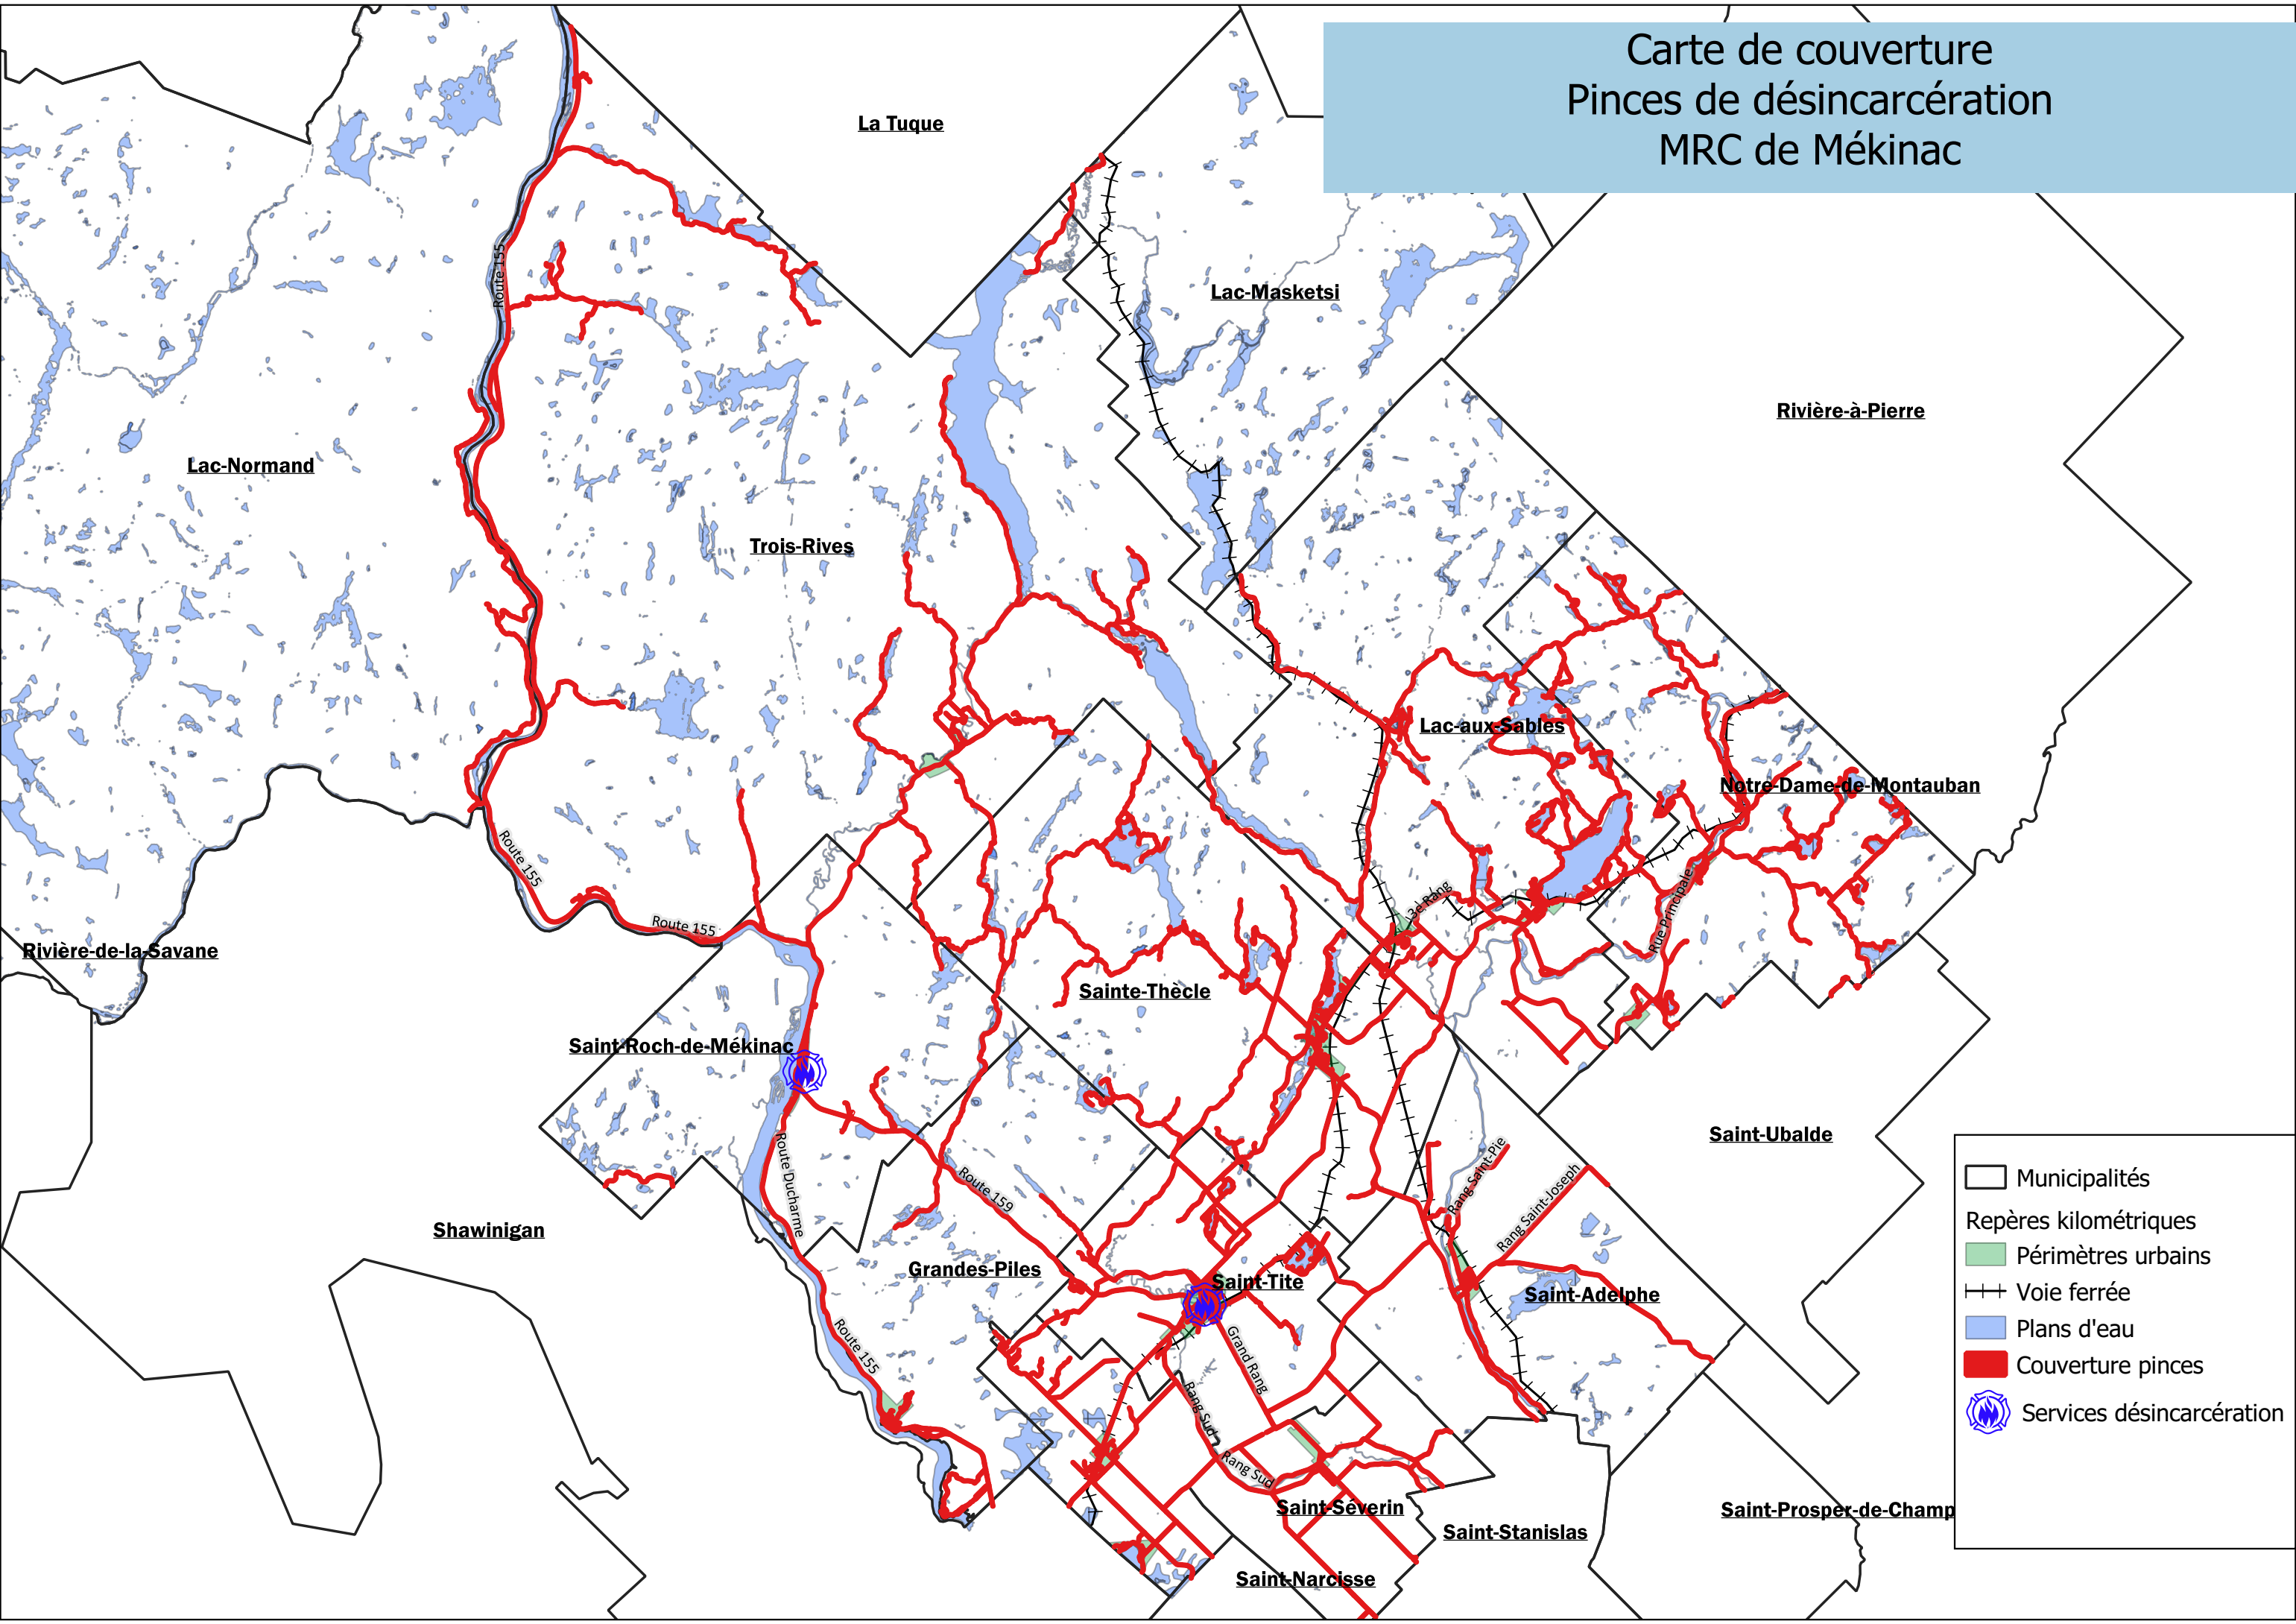 Carte de couverture
Pinces de désincarcération
MRC de Mékinac
La Tuque
Route 155
Lac-Masketsi
Rivière-à-Pierre
Lac-Normand
Trois-Rives
Lac-aux-Sables
Notre-Dame-de-Montauban
Route 155
3e Rang
Rue Principale
Route 155
Rivière-de-la-Savane
Sainte-Thècle
Saint-Roch-de-Mékinac
Saint-Ubalde
Route Ducharme
Route 159
Rang Saint-Pie
Rang Saint-Joseph
Shawinigan
Grandes-Piles
Saint-Tite
Saint-Adelphe
Route 155
Grand Rang
Rang Sud
Rang Sud
Saint-Séverin
Saint-Stanislas
Saint-Prosper-de-Champ
Saint-Narcisse
Municipalités
Repères kilométriques
Périmètres urbains
Voie ferrée
Plans d'eau
Couverture pinces
Services désincarcération